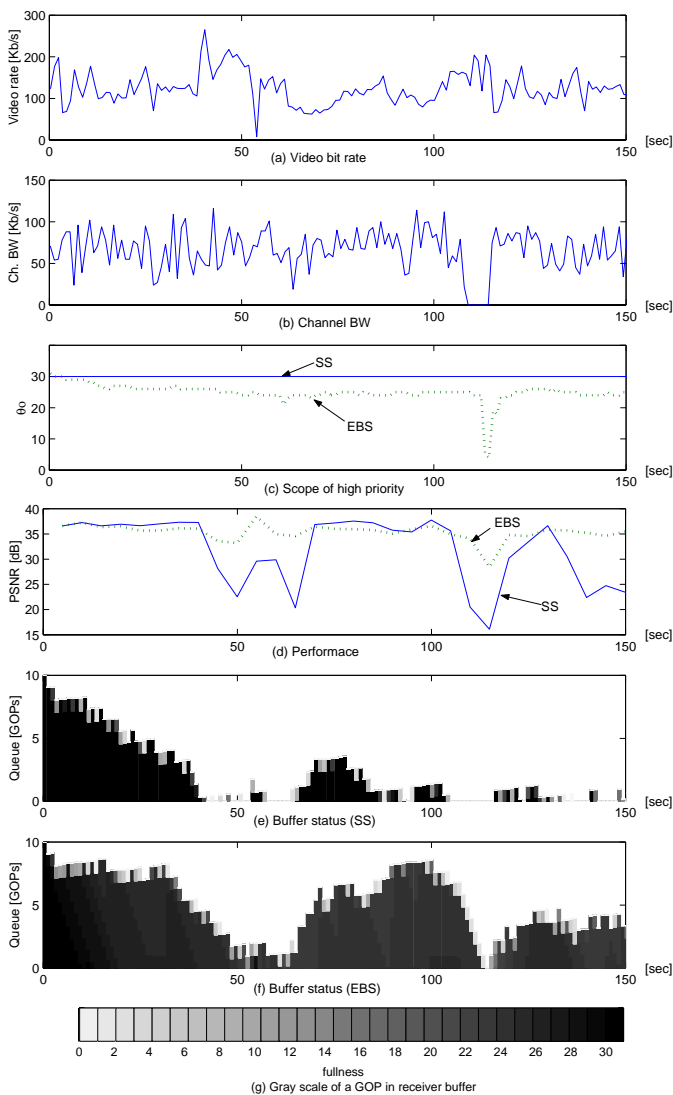 300
200
100
0
Video rate [Kb/s]
0 50 100 150 [sec]
(a) Video bit rate
150
100
50
0
Ch. BW [Kb/s]
0 50 100 150 [sec]
(b) Channel BW
30
20
10
0
θo
SS
EBS
0 50 100 150 [sec]
(c) Scope of high priority
40
35
30
25
20
15
PSNR [dB]
EBS
SS
0 50 100 150 [sec]
(d) Performace
10
5
0
Queue [GOPs]
0 50 100 150 [sec]
(e) Buffer status (SS)
10
5
0
Queue [GOPs]
0 50 100 150 [sec]
(f) Buffer status (EBS)
0 2 4 6 8 10 12 14 16 18 20 22 24 26 28 30
fullness
(g) Gray scale of a GOP in receiver buffer